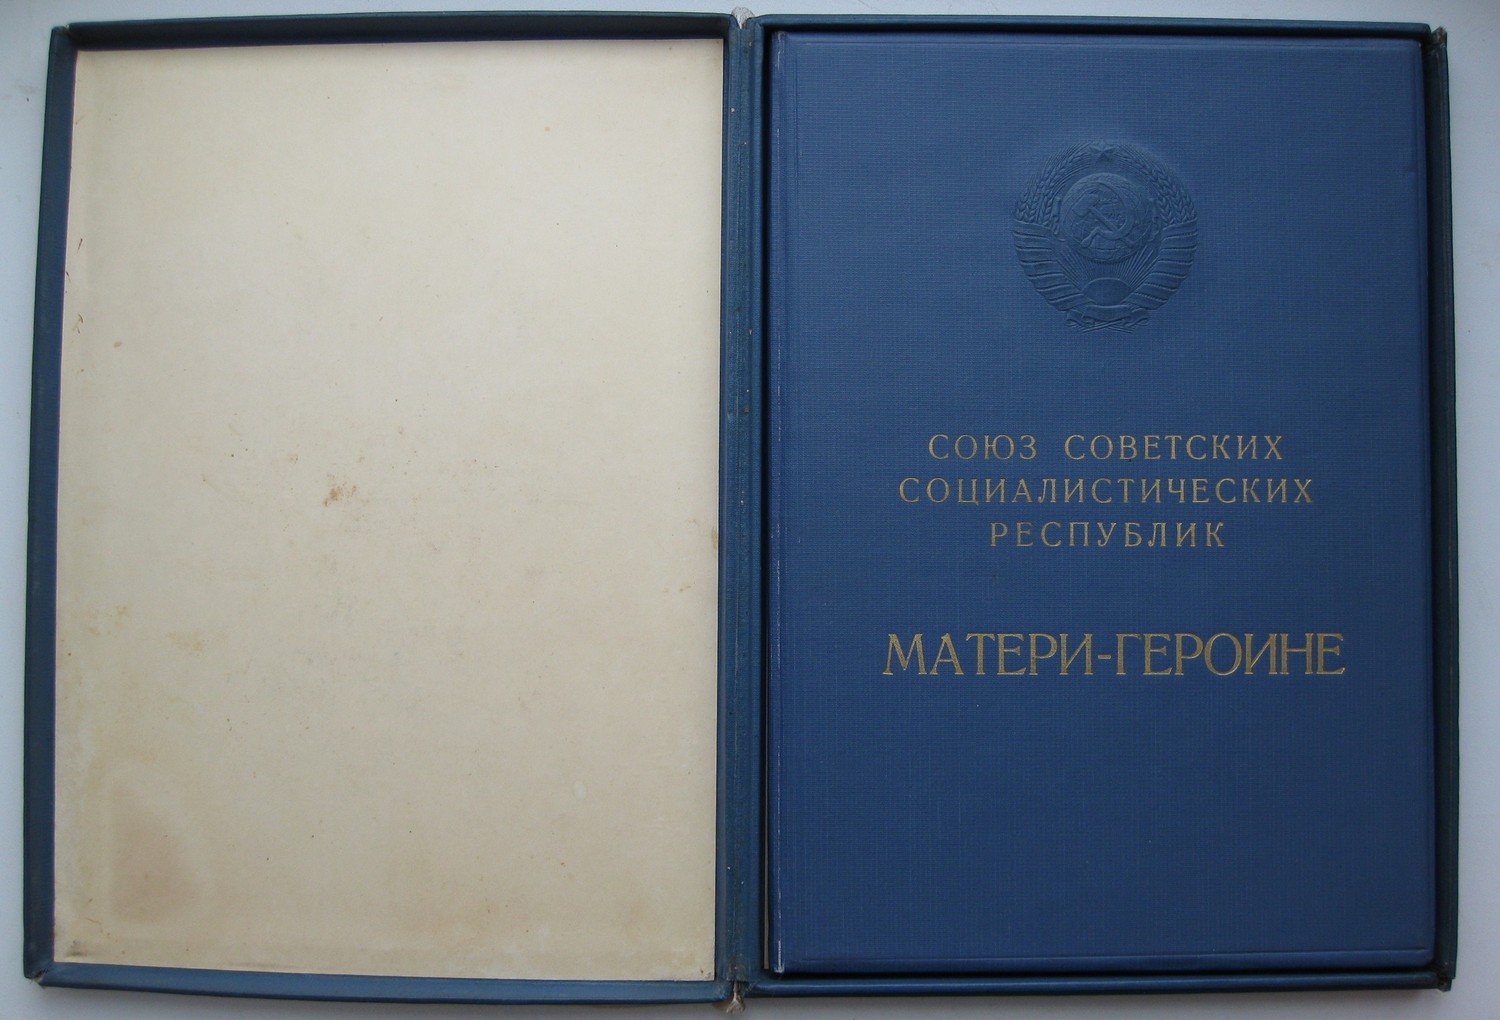 СОЮЗ СОВЕТСКИХ
СОЦИАЛИСТИЧЕСКИХ
РЕСПУБЛИК
МАТЕРИ-ГЕРОИНЕ